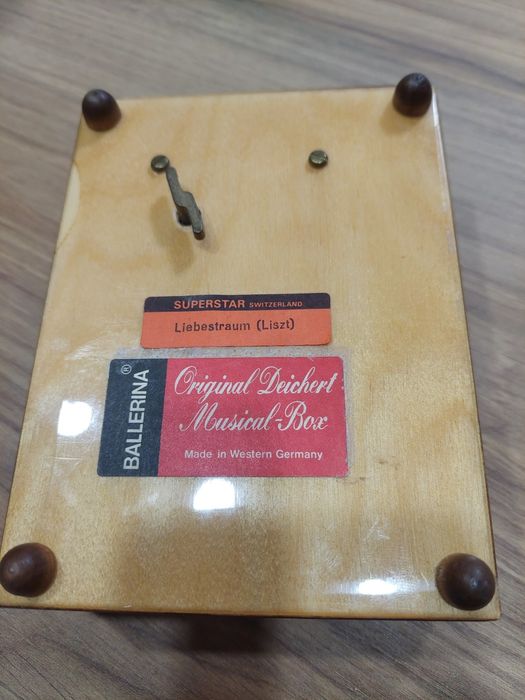 SUPERSTAR SWITZERLAND
Liebestraum (Liszt)
BALLERINA ®
Original Deichert
Musical-Box
Made in Western Germany